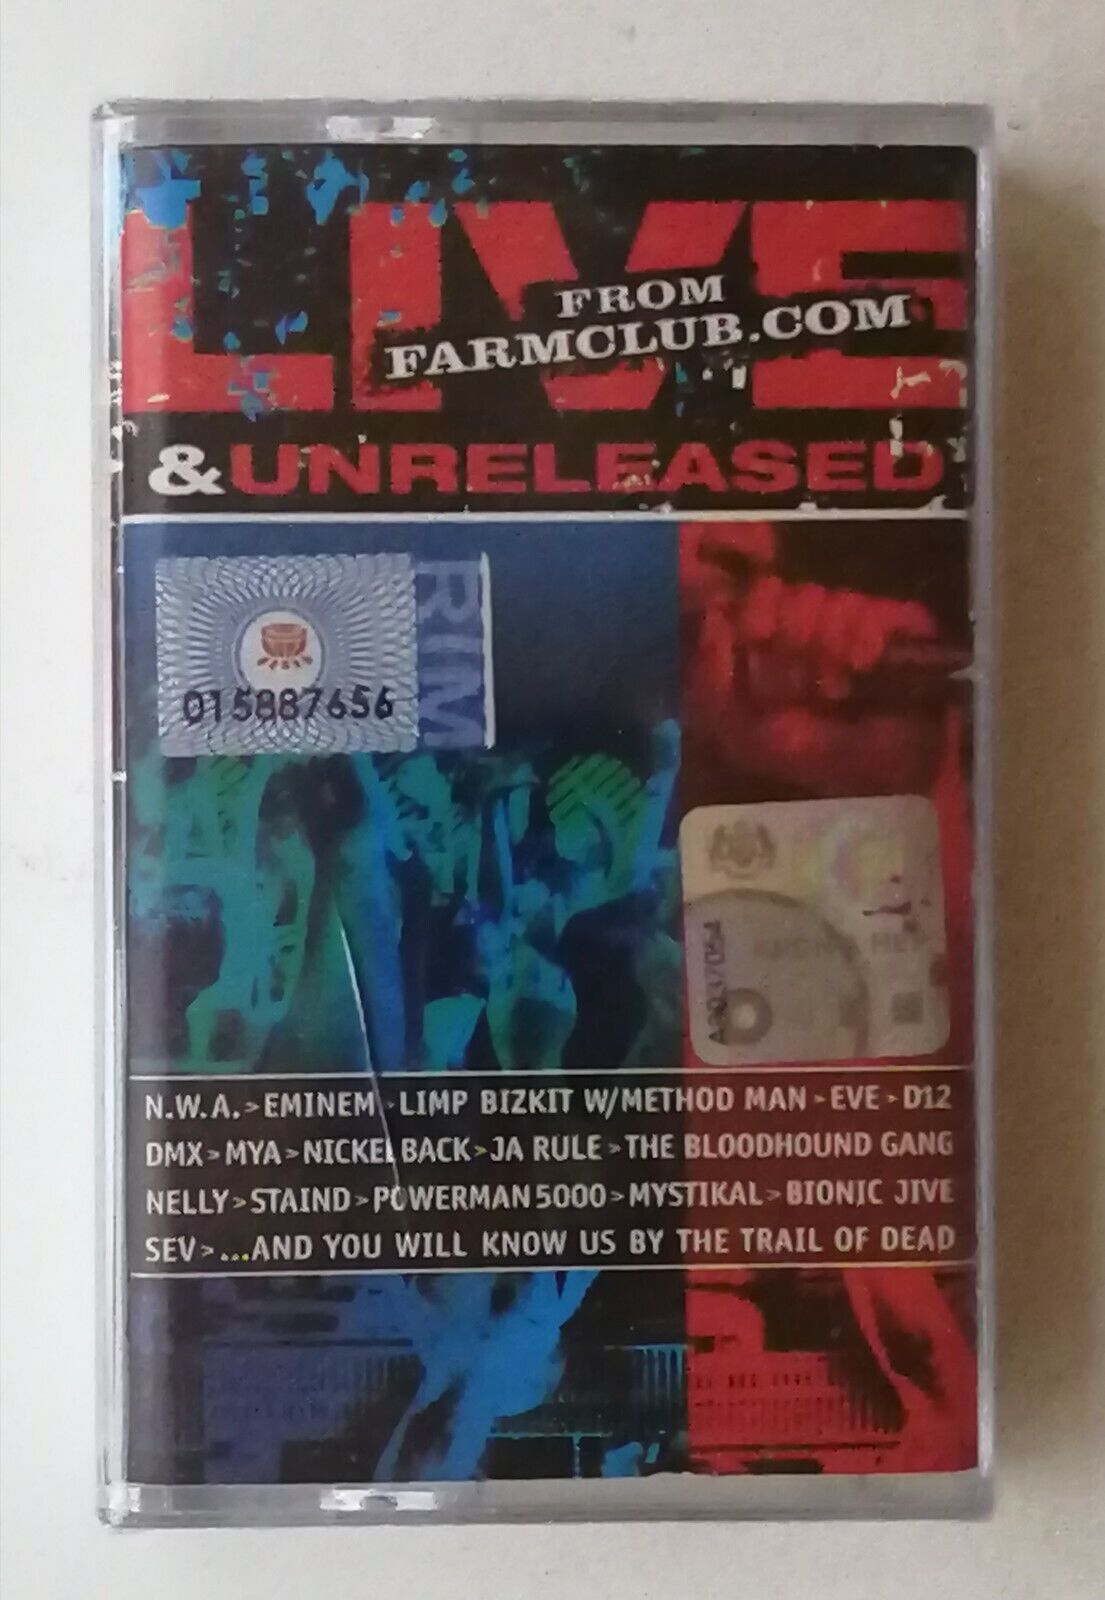 LIVE
FROM
FARMCLUB.COM
& UNRELEASED
RIM
015887656
N.W.A. > EMINEM > LIMP BIZKIT W/METHOD MAN > EVE > D12
DMX > MYA > NICKELBACK > JA RULE > THE BLOODHOUND GANG
NELLY > STAIND > POWERMAN 5000 > MYSTIKAL > BIONIC JIVE
SEV > ...AND YOU WILL KNOW US BY THE TRAIL OF DEAD